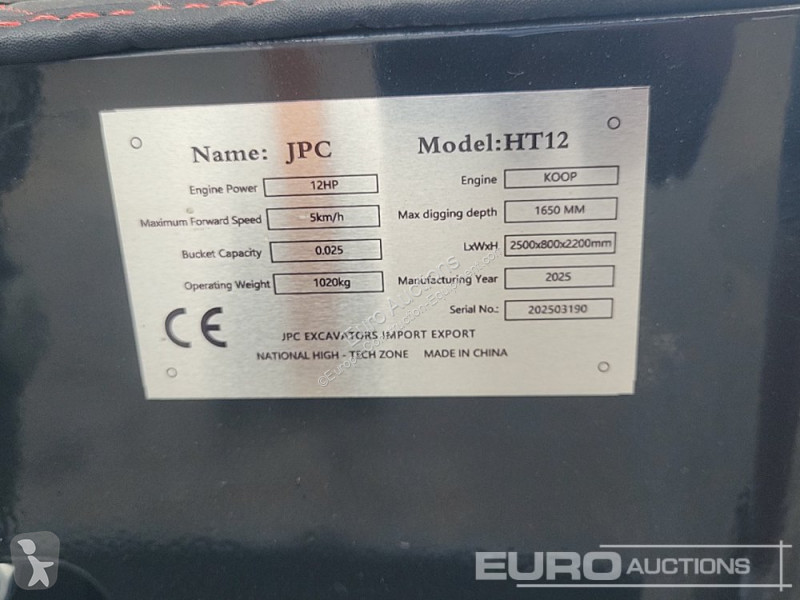 Name: JPC
Model:HT12
Engine Power 12HP
Engine KOOP
Maximum Forward Speed 5km/h
Max digging depth 1650 MM
Bucket Capacity 0.025
LxWxH 2500x800x2200mm
Operating Weight 1020kg
Manufacturing Year 2025
Serial No.: 202503190
CE
JPC EXCAVATORS IMPORT EXPORT
NATIONAL HIGH - TECH ZONE MADE IN CHINA
Euro Auctions
EURO AUCTIONS